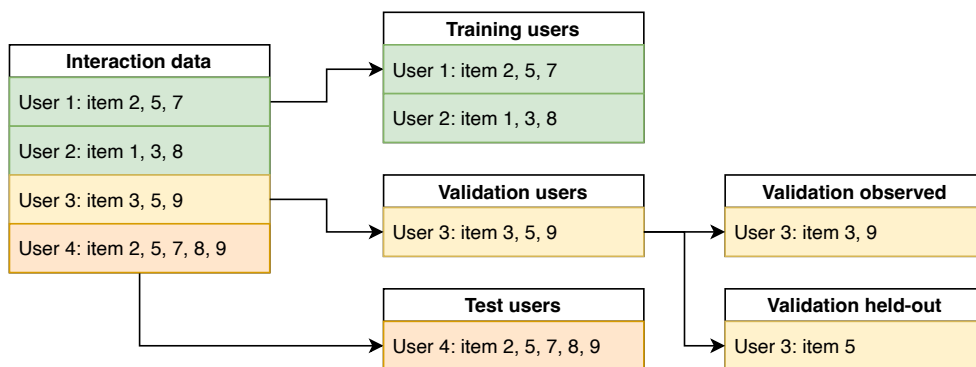 Interaction data
User 1: item 2, 5, 7
User 2: item 1, 3, 8
User 3: item 3, 5, 9
User 4: item 2, 5, 7, 8, 9
Training users
User 1: item 2, 5, 7
User 2: item 1, 3, 8
Validation users
User 3: item 3, 5, 9
Test users
User 4: item 2, 5, 7, 8, 9
Validation observed
User 3: item 3, 9
Validation held-out
User 3: item 5